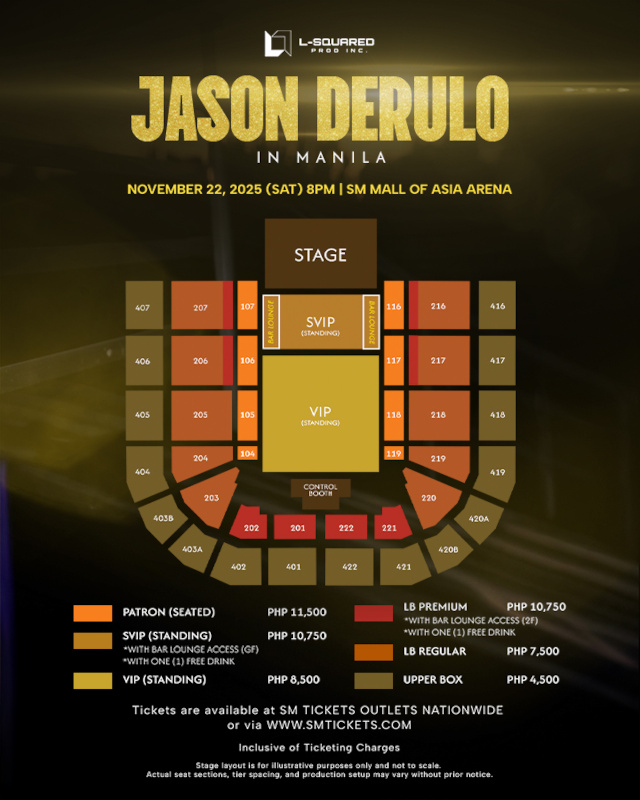 L-SQUARED
PROD INC.
JASON DERULO
IN MANILA
NOVEMBER 22, 2025 (SAT) 8PM | SM MALL OF ASIA ARENA
STAGE
407
207
107
BAR LOUNGE
SVIP
(STANDING)
BAR LOUNGE
116
216
416
406
206
106
117
217
417
405
205
105
VIP
(STANDING)
118
218
418
404
204
104
119
219
419
403B
203
CONTROL
BOOTH
220
420A
403A
202
201
222
221
420B
402
401
422
421
PATRON (SEATED) PHP 11,500
SVIP (STANDING) PHP 10,750
*WITH BAR LOUNGE ACCESS (GF)
*WITH ONE (1) FREE DRINK
VIP (STANDING) PHP 8,500
LB PREMIUM PHP 10,750
*WITH BAR LOUNGE ACCESS (2F)
*WITH ONE (1) FREE DRINK
LB REGULAR PHP 7,500
UPPER BOX PHP 4,500
Tickets are available at SM TICKETS OUTLETS NATIONWIDE
or via WWW.SMTICKETS.COM
Inclusive of Ticketing Charges
Stage layout is for illustrative purposes only and not to scale.
Actual seat sections, tier spacing, and production setup may vary without prior notice.